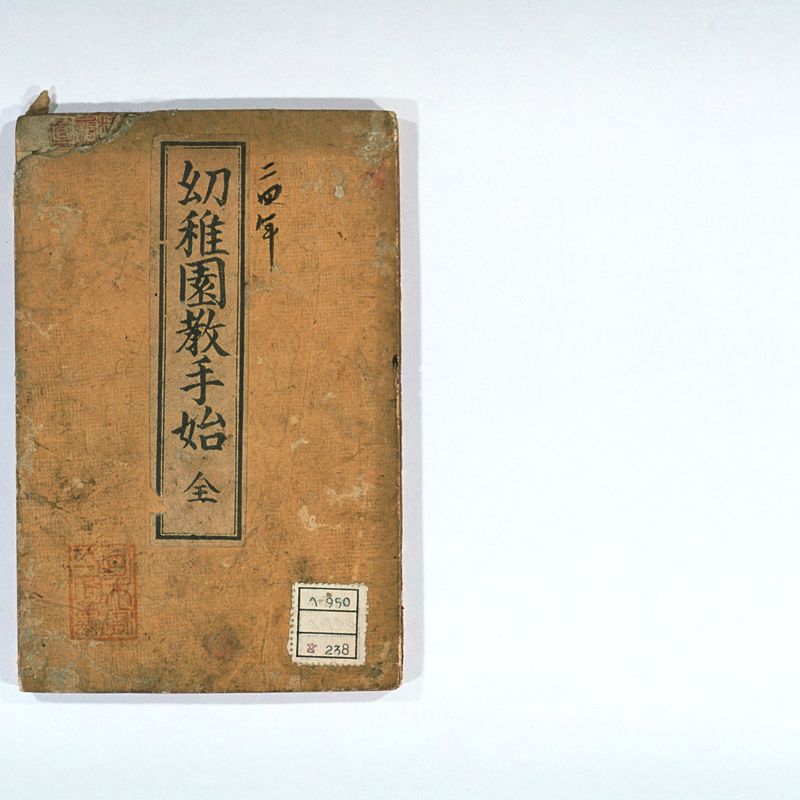 二四年
幼稚園教手始 全
ヘ 950
宮 238